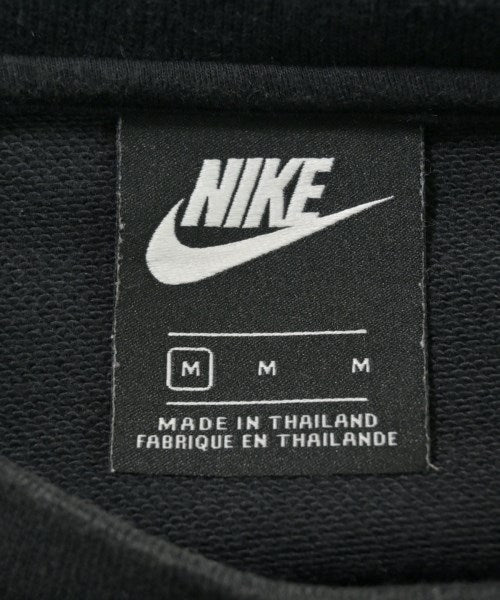 NIKE
M M M
MADE IN THAILAND
FABRIQUE EN THAILANDE